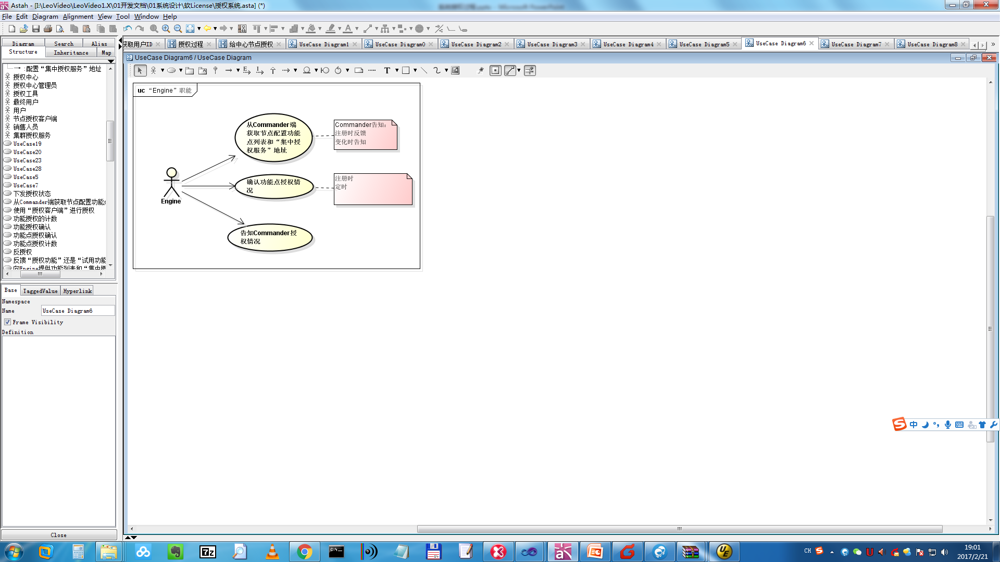 Astah - [I:\LeoVideo\LeoVideo1.X\01开发文档\01系统设计\软License\授权系统.asta] (*)
File Edit Diagram Alignment View Tool Window Help
Diagram Search Alias
Structure Inheritance Map
获取用户ID 授权过程 给中心节点授权 UseCase Diagram1 UseCase Diagram0 UseCase Diagram2 UseCase Diagram3 UseCase Diagram4 UseCase Diagram5 UseCase Diagram6 UseCase Diagram7 UseCase Diagram8
UseCase Diagram6 / UseCase Diagram
:配置“集中授权服务”地址
授权中心
授权中心管理员
授权工具
最终用户
用户
节点授权客户端
销售人员
集群授权服务
UseCase19
UseCase20
UseCase23
UseCase28
UseCase5
UseCase7
下发授权状态
从Commander端获取节点配置功能
使用“授权客户端”进行授权
功能授权的计数
功能授权确认
功能点授权确认
功能点授权计数
反授权
反馈“授权功能”还是“试用功能
向Engine提供功能列表和“集中授
Base TaggedValue Hyperlink
Namespace
Name UseCase Diagram6
Frame Visibility
Definition
Close
uc “Engine”职能
从Commander端
获取节点配置功能
点列表和“集中授
权服务”地址
Commander告知：
注册时反馈
变化时告知
Engine
确认功能点授权情
况
注册时
定时
告知Commander授
权情况
中
CH
19:01
2017/2/21